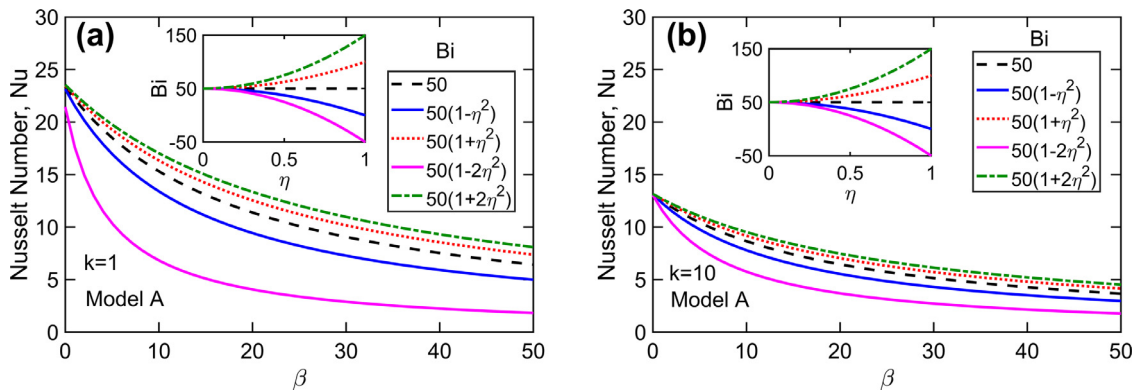 (a)
Nusselt Number, Nu
30
25
20
15
10
5
0
0 10 20 30 40 50
β
k=1
Model A
Bi
150
50
-50
0 0.5 1
η
Bi
50
50(1-η²)
50(1+η²)
50(1-2η²)
50(1+2η²)
(b)
Nusselt Number, Nu
30
25
20
15
10
5
0
0 10 20 30 40 50
β
k=10
Model A
Bi
150
50
-50
0 0.5 1
η
Bi
50
50(1-η²)
50(1+η²)
50(1-2η²)
50(1+2η²)